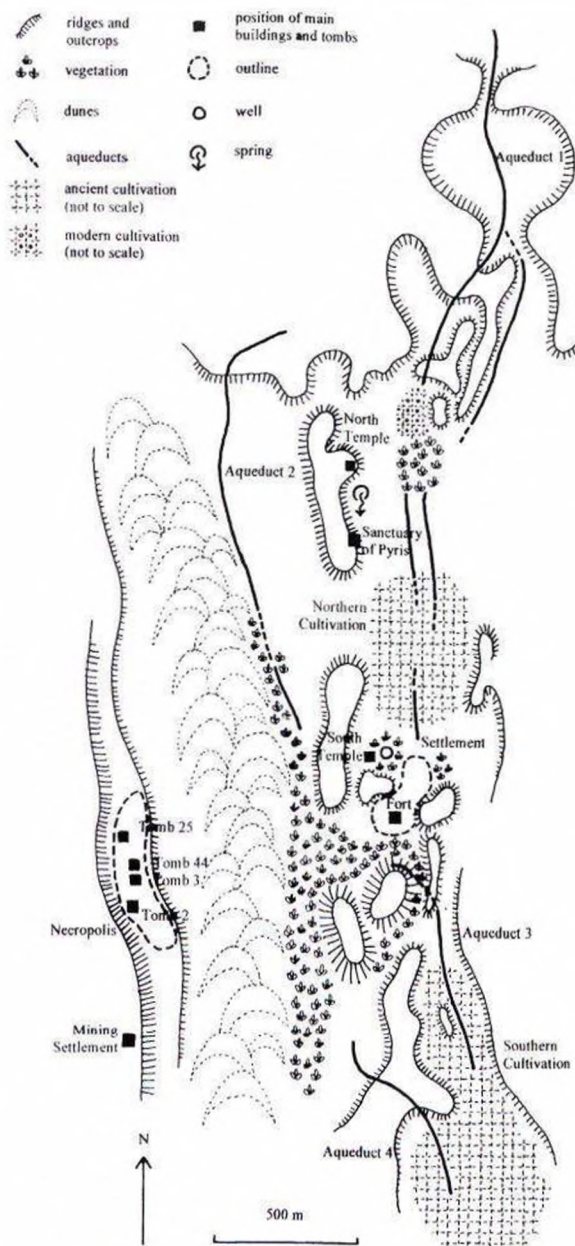 ridges and
outcrops
vegetation
dunes
aqueducts
ancient cultivation
(not to scale)
modern cultivation
(not to scale)
position of main
buildings and tombs
outline
well
spring
Aqueduct 1
North
Temple
Aqueduct 2
Sanctuary
of Pyris
Northern
Cultivation
South
Temple
Settlement
Fort
Tomb 25
Tomb 44
Tomb 3
Tomb 2
Necropolis
Aqueduct 3
Mining
Settlement
Southern
Cultivation
Aqueduct 4
N
500 m